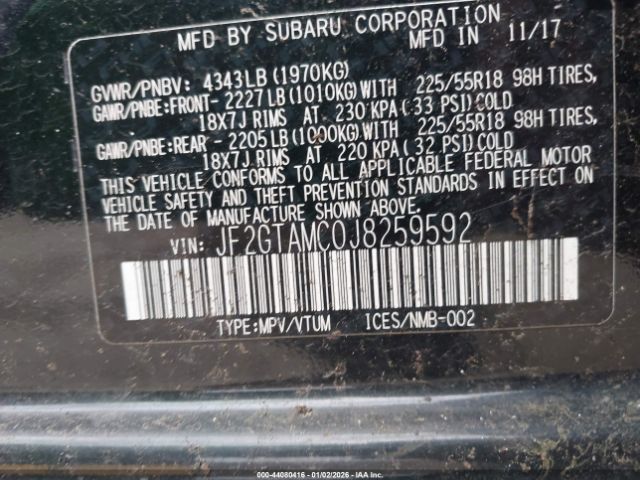 MFD BY SUBARU CORPORATION
MFD IN 11/17
GVWR/PNBV: 4343LB(1970KG)
GAWR/PNBE:FRONT- 2227LB(1010KG)WITH 225/55R18 98H TIRES,
18X7J RIMS AT 230 KPA( 33 PSI)COLD
GAWR/PNBE:REAR - 2205LB(1000KG)WITH 225/55R18 98H TIRES,
18X7J RIMS AT 220 KPA( 32 PSI)COLD
THIS VEHICLE CONFORMS TO ALL APPLICABLE FEDERAL MOTOR
VEHICLE SAFETY AND THEFT PREVENTION STANDARDS IN EFFECT ON
THE DATE OF MANUFACTURE SHOWN ABOVE.
VIN: JF2GTAMC0J8259592
TYPE:MPV/VTUM ICES/NMB-002
000-44080416 - 01/02/2026 - IAA